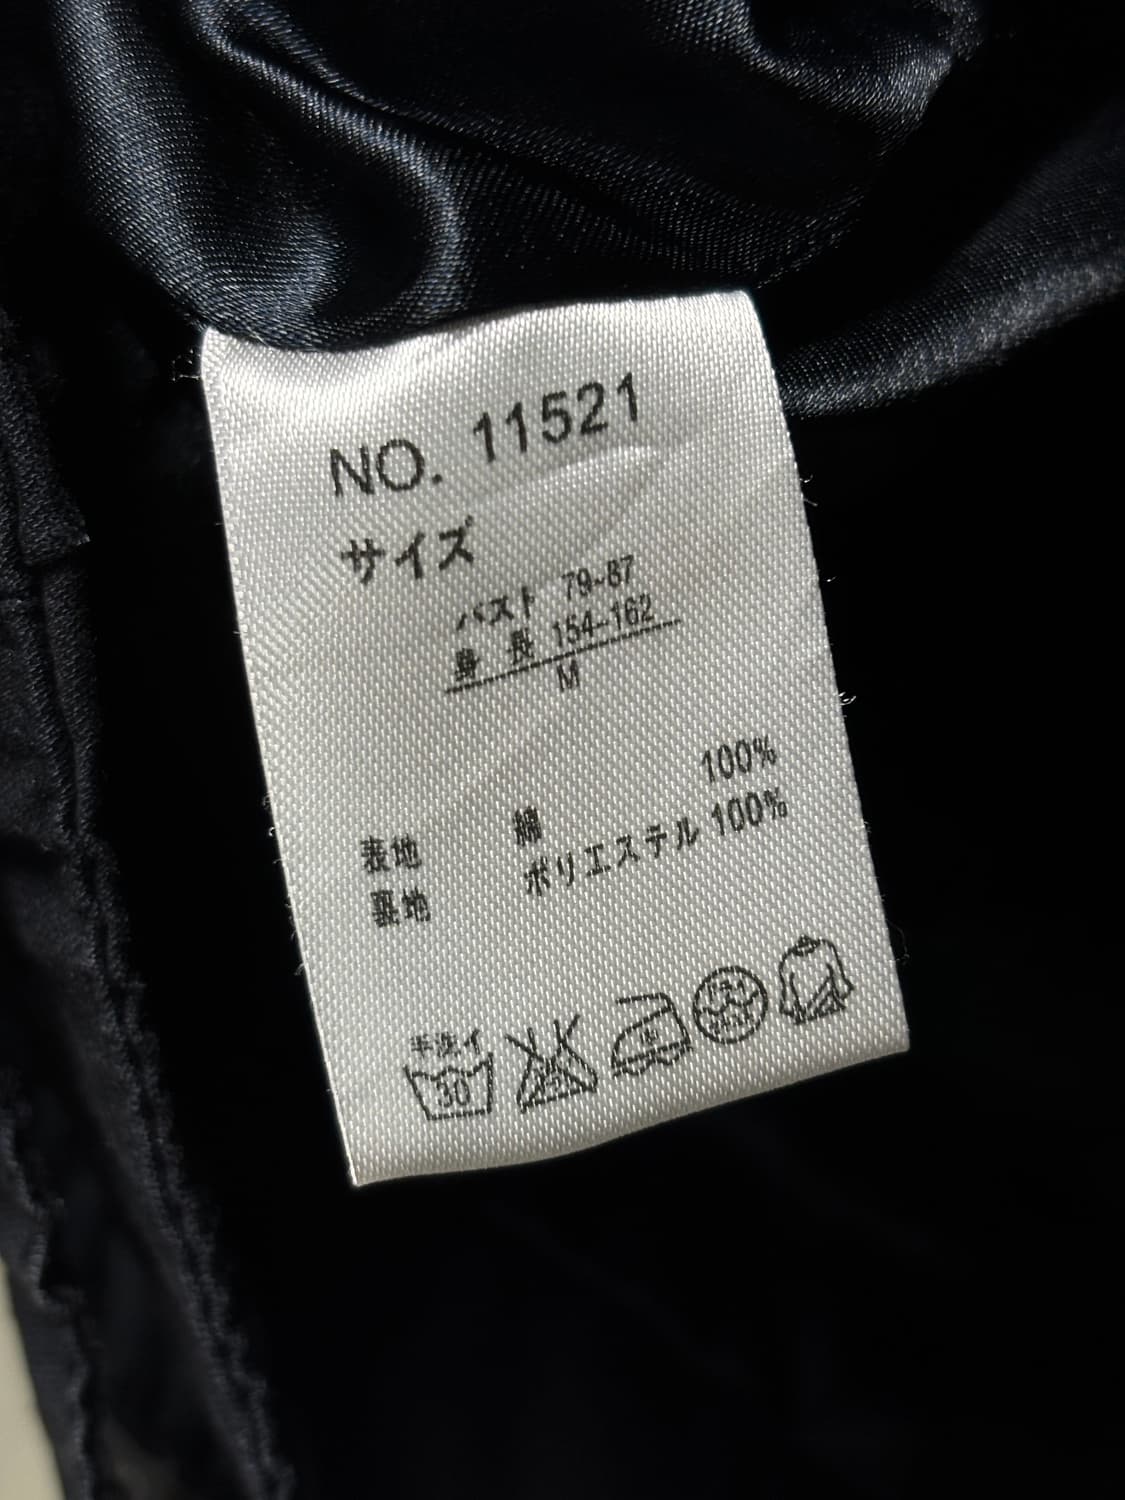 NO. 11521
サイズ
バスト 79~87
身 長 154-162
M
表地 綿 100%
裏地 ポリエステル 100%
手洗イ
30